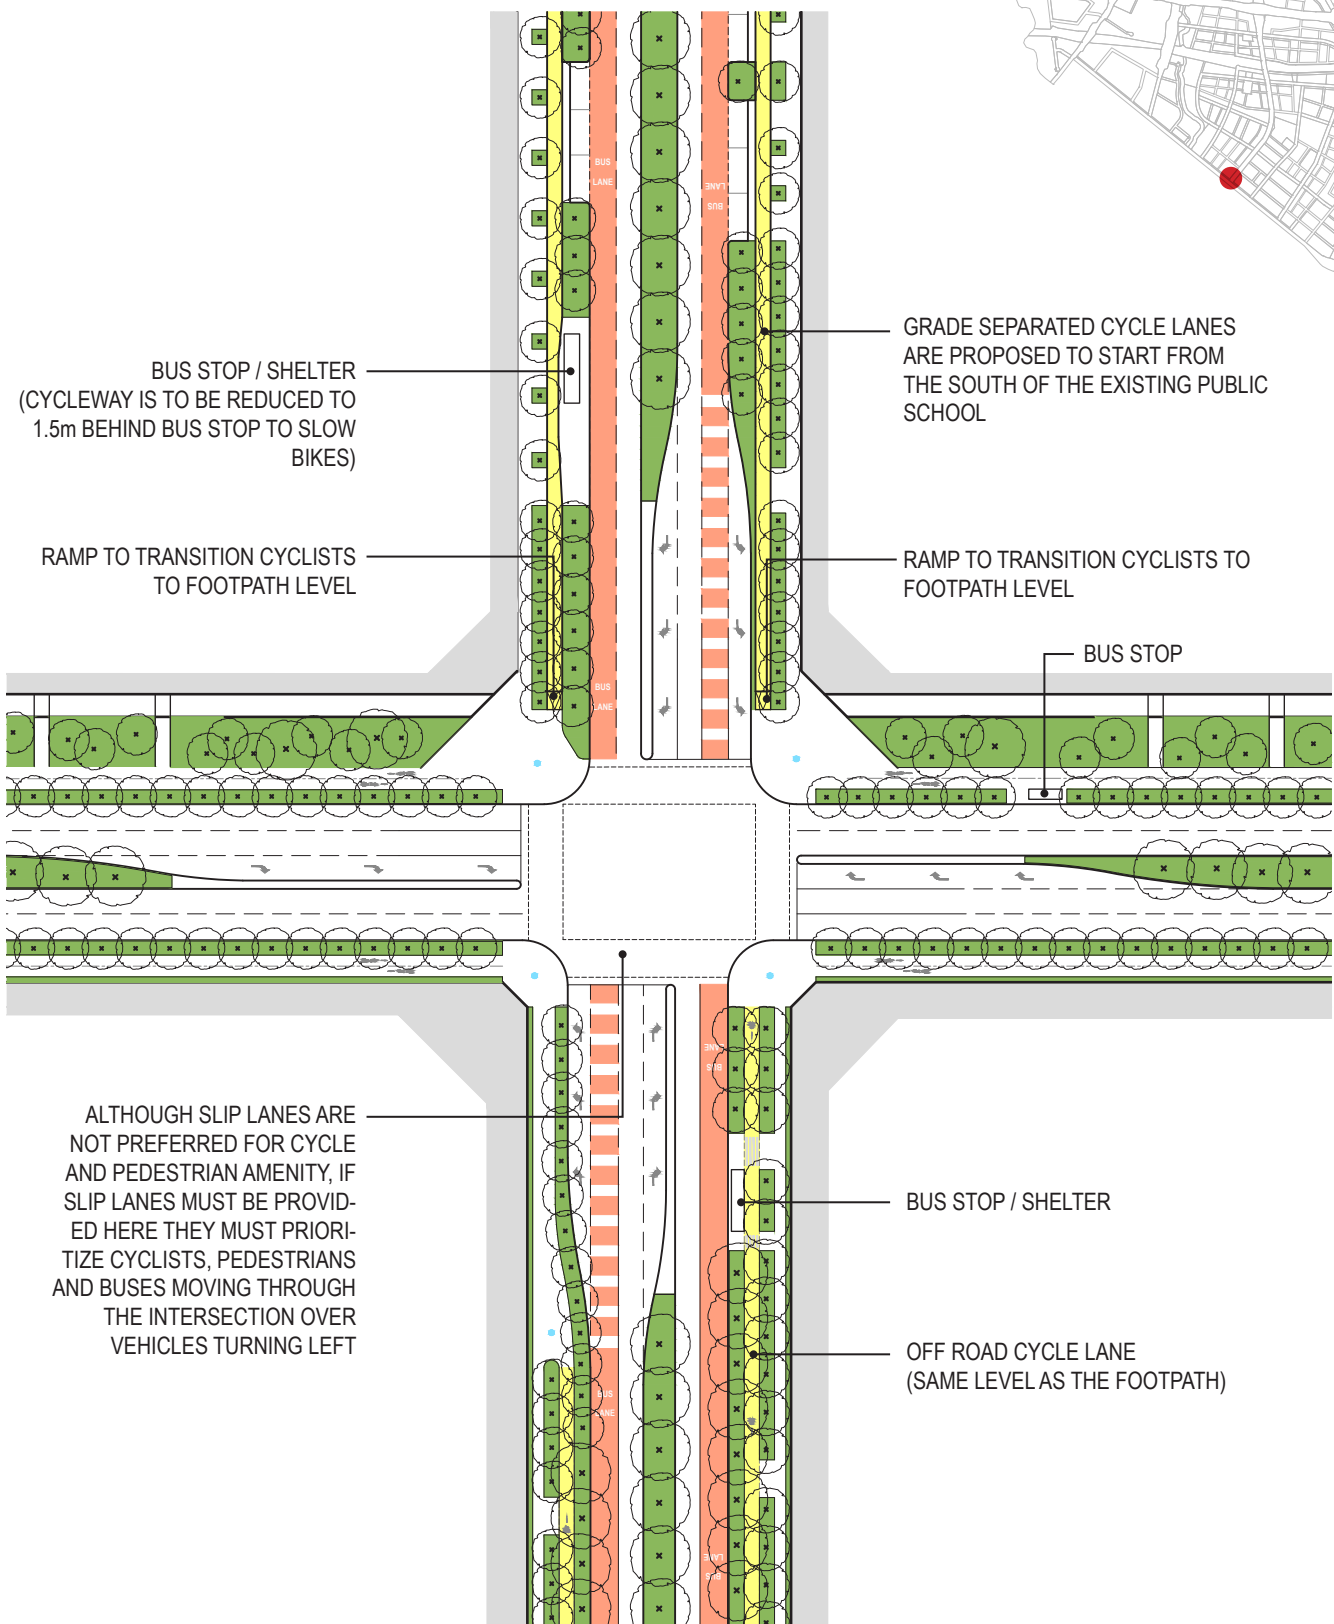 BUS
LANE
LANE
BUS
GRADE SEPARATED CYCLE LANES
ARE PROPOSED TO START FROM
THE SOUTH OF THE EXISTING PUBLIC
SCHOOL
BUS STOP / SHELTER
(CYCLEWAY IS TO BE REDUCED TO
1.5m BEHIND BUS STOP TO SLOW
BIKES)
RAMP TO TRANSITION CYCLISTS
TO FOOTPATH LEVEL
RAMP TO TRANSITION CYCLISTS TO
FOOTPATH LEVEL
BUS STOP
BUS
LANE
LANE
BUS
ALTHOUGH SLIP LANES ARE
NOT PREFERRED FOR CYCLE
AND PEDESTRIAN AMENITY, IF
SLIP LANES MUST BE PROVID-
ED HERE THEY MUST PRIORI-
TIZE CYCLISTS, PEDESTRIANS
AND BUSES MOVING THROUGH
THE INTERSECTION OVER
VEHICLES TURNING LEFT
BUS STOP / SHELTER
OFF ROAD CYCLE LANE
(SAME LEVEL AS THE FOOTPATH)
BUS
LANE
LANE
BUS